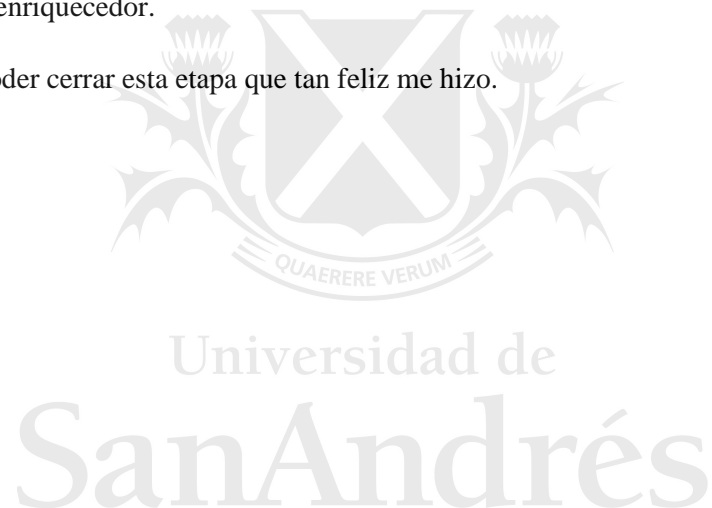 enriquecedor.
oder cerrar esta etapa que tan feliz me hizo.
QUAERERE VERUM
Universidad de
SanAndrés